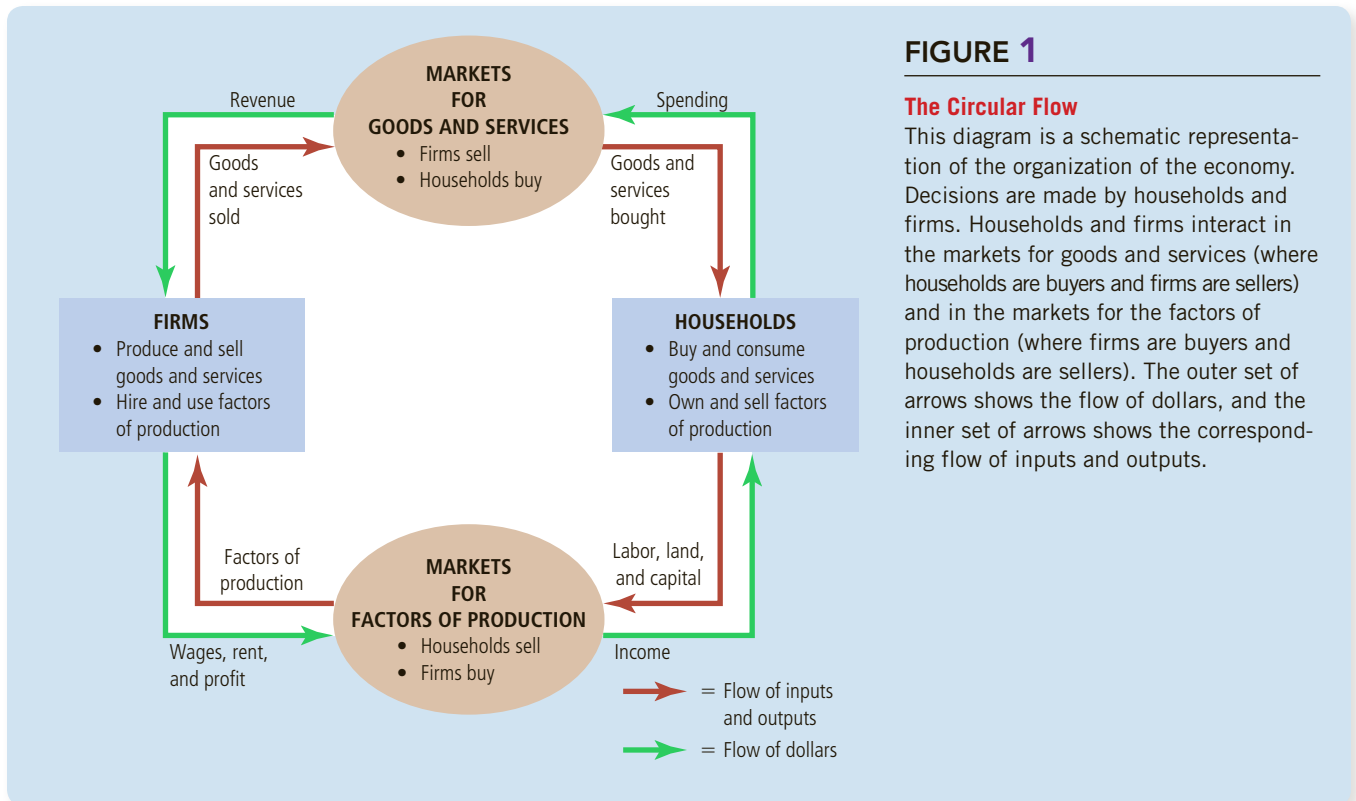 MARKETS
FOR
GOODS AND SERVICES
• Firms sell
• Households buy
Revenue
Spending
Goods
and services
sold
Goods and
services
bought
FIRMS
• Produce and sell
goods and services
• Hire and use factors
of production
HOUSEHOLDS
• Buy and consume
goods and services
• Own and sell factors
of production
Factors of
production
Labor, land,
and capital
MARKETS
FOR
FACTORS OF PRODUCTION
• Households sell
• Firms buy
Wages, rent,
and profit
Income
= Flow of inputs
and outputs
= Flow of dollars
FIGURE 1
The Circular Flow
This diagram is a schematic representa-
tion of the organization of the economy.
Decisions are made by households and
firms. Households and firms interact in
the markets for goods and services (where
households are buyers and firms are sellers)
and in the markets for the factors of
production (where firms are buyers and
households are sellers). The outer set of
arrows shows the flow of dollars, and the
inner set of arrows shows the correspond-
ing flow of inputs and outputs.